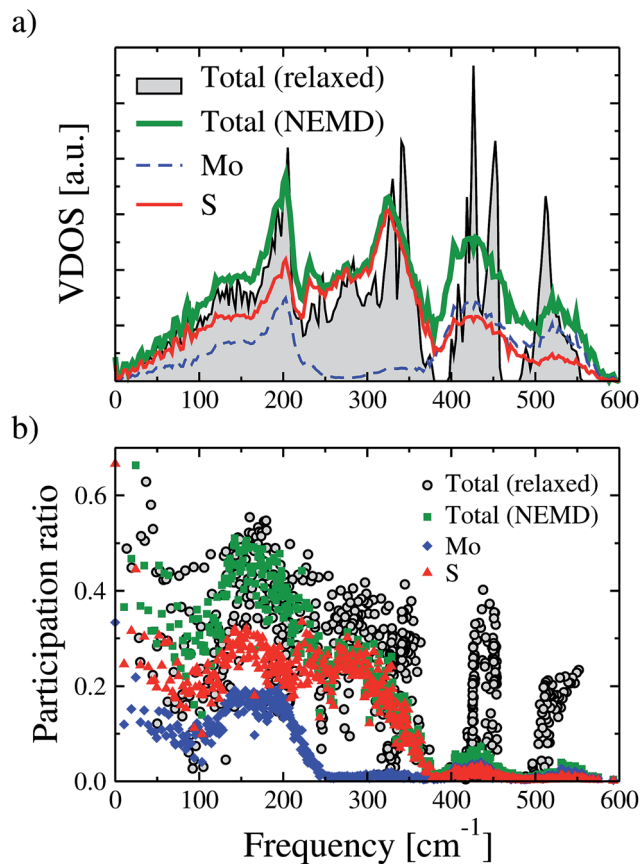 a)
Total (relaxed)
Total (NEMD)
Mo
S
VDOS [a.u.]
0 100 200 300 400 500 600
b)
Total (relaxed)
Total (NEMD)
Mo
S
Participation ratio
0.6
0.4
0.2
0.0
0 100 200 300 400 500 600
Frequency [cm⁻¹]